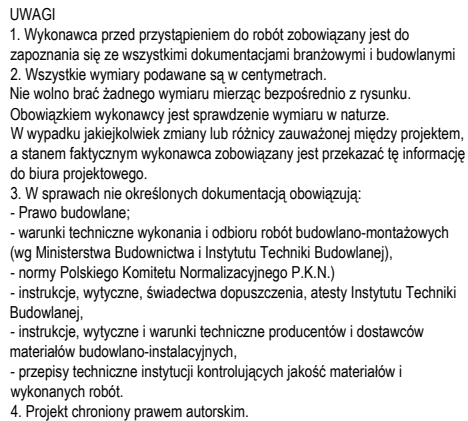 UWAGI
1. Wykonawca przed przystąpieniem do robót zobowiązany jest do
zapoznania się ze wszystkimi dokumentacjami branżowymi i budowlanymi
2. Wszystkie wymiary podawane są w centymetrach.
Nie wolno brać żadnego wymiaru mierząc bezpośrednio z rysunku.
Obowiązkiem wykonawcy jest sprawdzenie wymiaru w naturze.
W wypadku jakiejkolwiek zmiany lub różnicy zauważonej między projektem,
a stanem faktycznym wykonawca zobowiązany jest przekazać tę informację
do biura projektowego.
3. W sprawach nie określonych dokumentacją obowiązują:
- Prawo budowlane;
- warunki techniczne wykonania i odbioru robót budowlano-montażowych
(wg Ministerstwa Budownictwa i Instytutu Techniki Budowlanej),
- normy Polskiego Komitetu Normalizacyjnego P.K.N.)
- instrukcje, wytyczne, świadectwa dopuszczenia, atesty Instytutu Techniki
Budowlanej,
- instrukcje, wytyczne i warunki techniczne producentów i dostawców
materiałów budowlano-instalacyjnych,
- przepisy techniczne instytucji kontrolujących jakość materiałów i
wykonanych robót.
4. Projekt chroniony prawem autorskim.